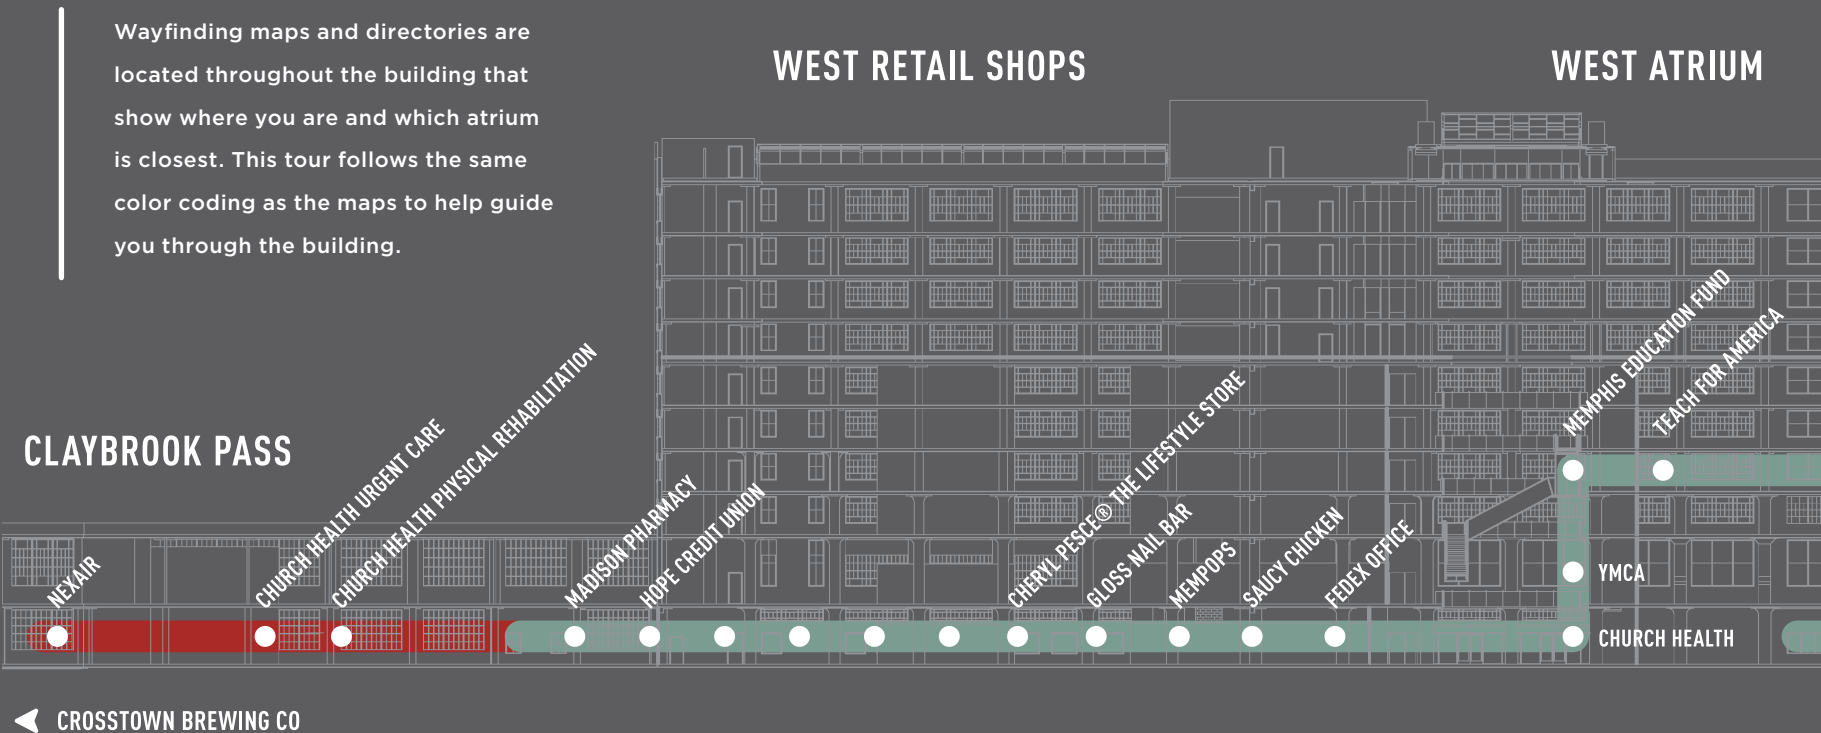 Wayfinding maps and directories are
located throughout the building that
show where you are and which atrium
is closest. This tour follows the same
color coding as the maps to help guide
you through the building.
WEST RETAIL SHOPS
WEST ATRIUM
CLAYBROOK PASS
NEXAIR
CHURCH HEALTH URGENT CARE
CHURCH HEALTH PHYSICAL REHABILITATION
MADISON PHARMACY
HOPE CREDIT UNION
CHERYL PESCE® THE LIFESTYLE STORE
GLOSS NAIL BAR
MEMPOPS
SAUCY CHICKEN
FEDEX OFFICE
MEMPHIS EDUCATION FUND
TEACH FOR AMERICA
YMCA
CHURCH HEALTH
CROSSTOWN BREWING CO